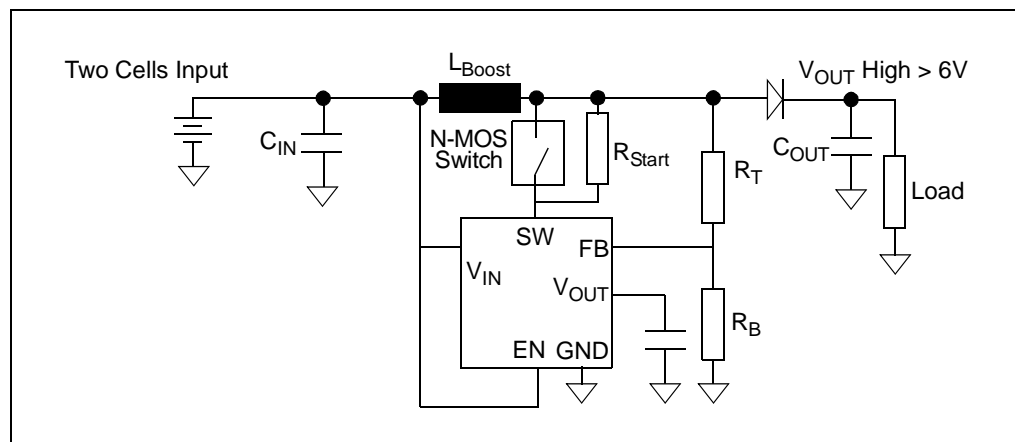 Two Cells Input
L_Boost
V_OUT High > 6V
C_IN
N-MOS
Switch
R_Start
R_T
C_OUT
Load
SW
FB
V_IN
V_OUT
R_B
EN GND